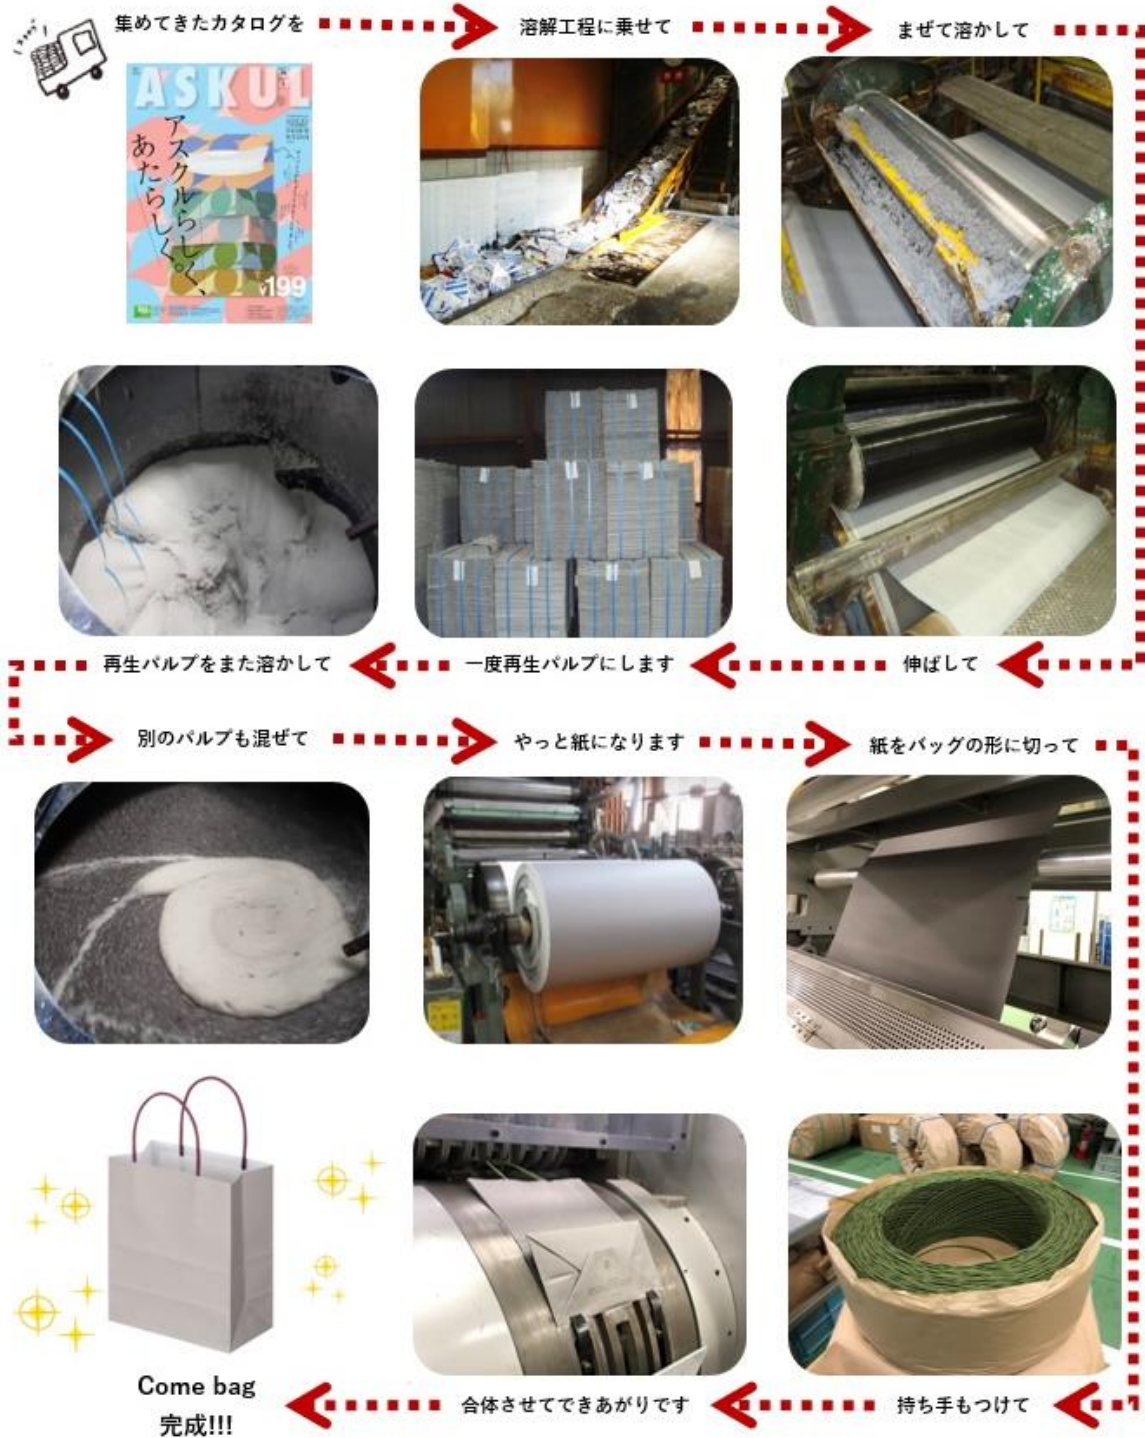 集めてきたカタログを
溶解工程に乗せて
まぜて溶かして
ASKUL
アスクルらしく、
あたらしく。
¥199
伸ばして
一度再生パルプにします
再生パルプをまた溶かして
別のパルプも混ぜて
やっと紙になります
紙をバッグの形に切って
持ち手もつけて
合体させてできあがりです
Come bag
完成!!!